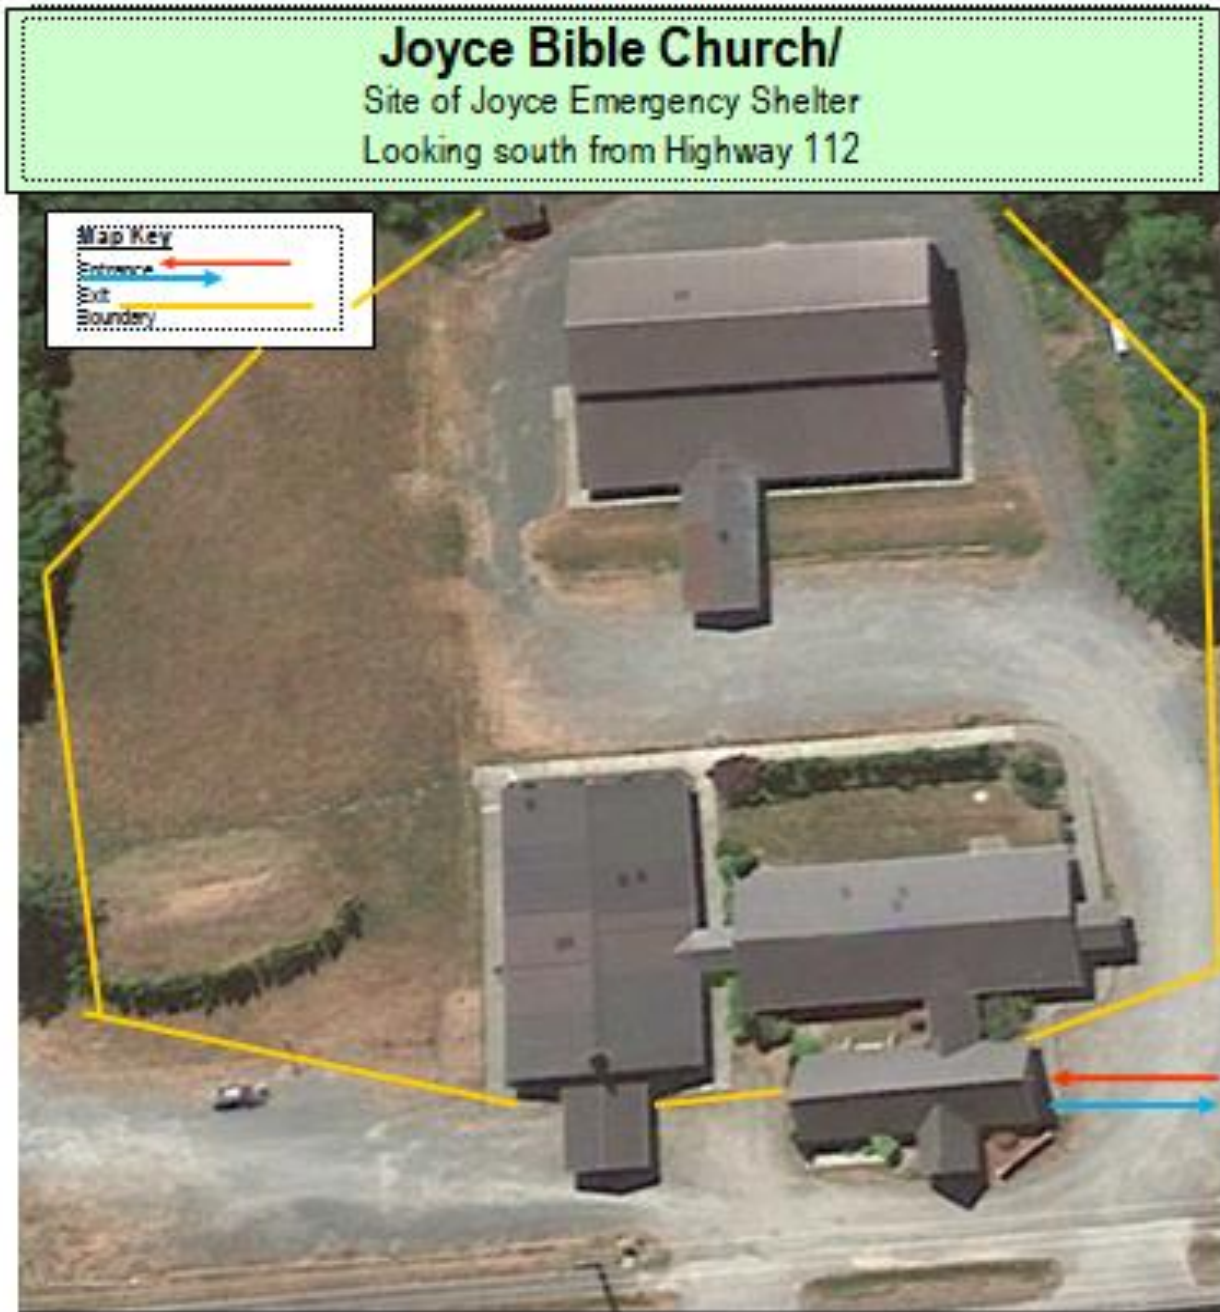 Joyce Bible Church/
Site of Joyce Emergency Shelter
Looking south from Highway 112
Map Key
Entrance
Exit
Boundary